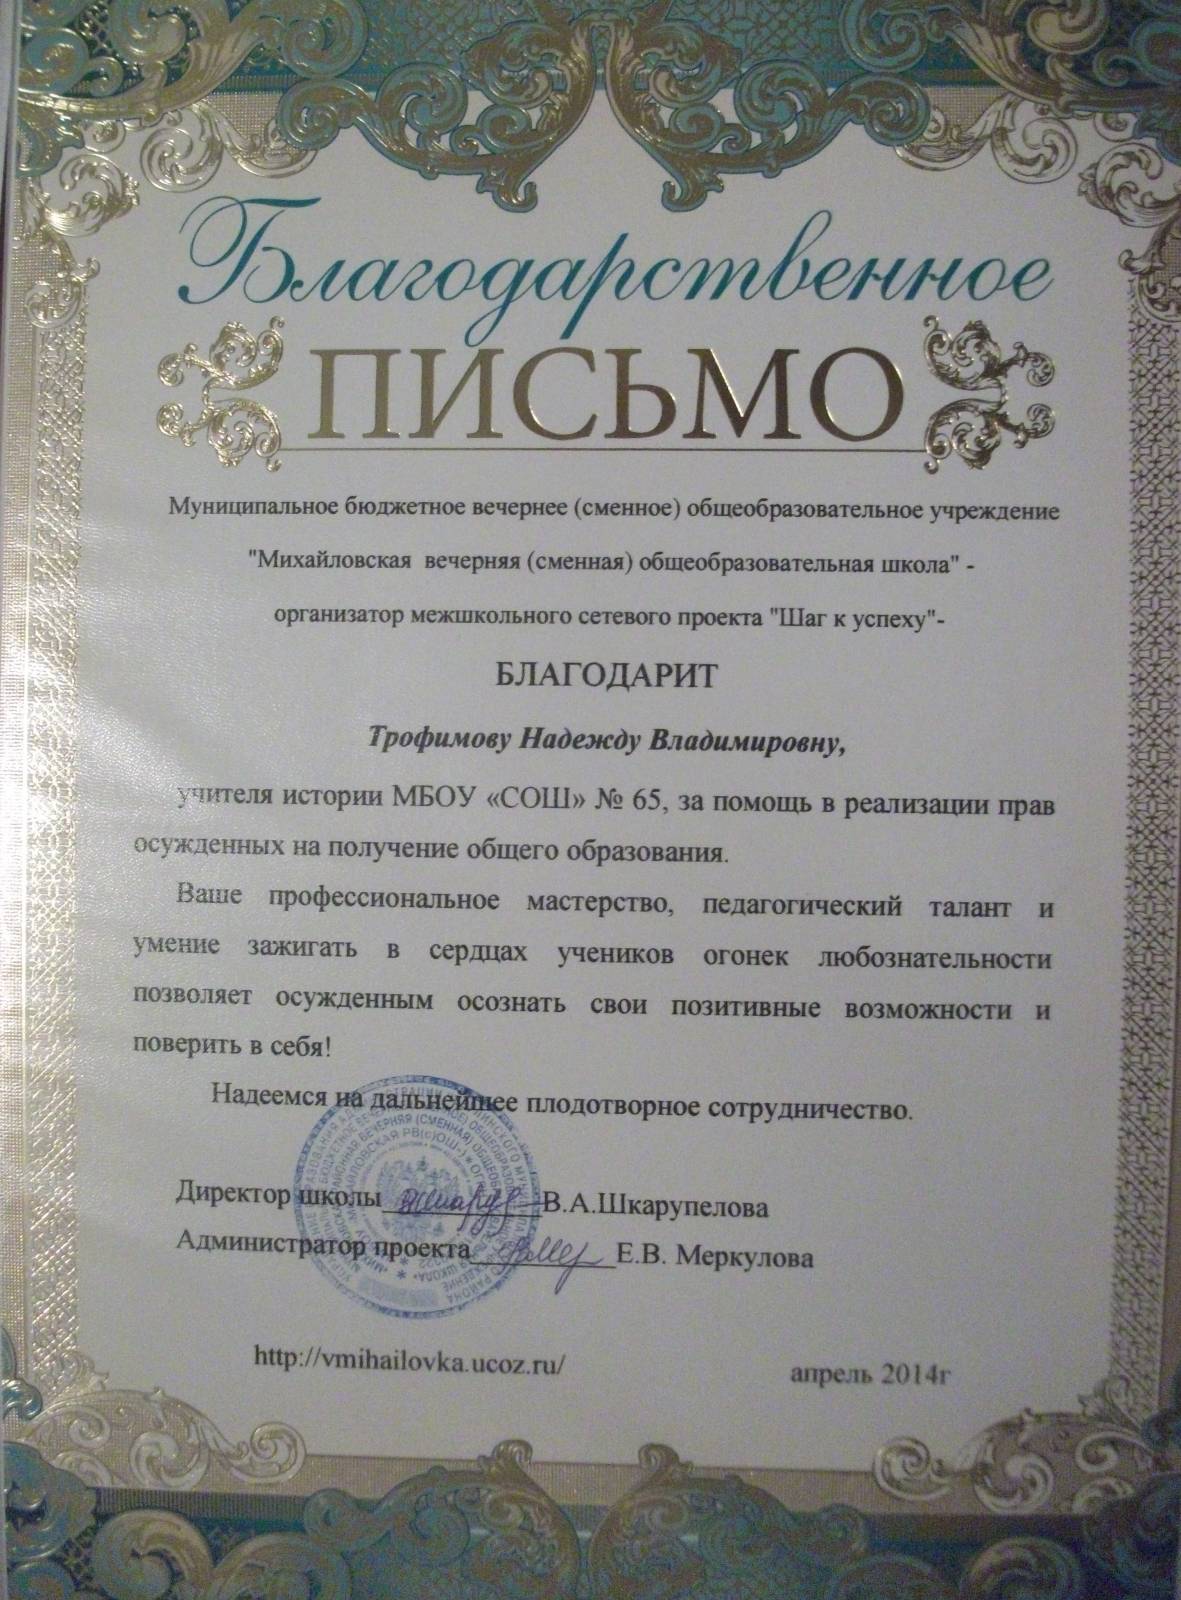 Благодарственное
ПИСЬМО
Муниципальное бюджетное вечернее (сменное) общеобразовательное учреждение
"Михайловская вечерняя (сменная) общеобразовательная школа" -
организатор межшкольного сетевого проекта "Шаг к успеху"-
БЛАГОДАРИТ
Трофимову Надежду Владимировну,
учителя истории МБОУ «СОШ» № 65, за помощь в реализации прав
осужденных на получение общего образования.
Ваше профессиональное мастерство, педагогический талант и
умение зажигать в сердцах учеников огонек любознательности
позволяет осужденным осознать свои позитивные возможности и
поверить в себя!
Надеемся на дальнейшее плодотворное сотрудничество.
Директор школы В.А.Шкарупелова
Администратор проекта Е.В. Меркулова
http://vmihailovka.ucoz.ru/ апрель 2014г